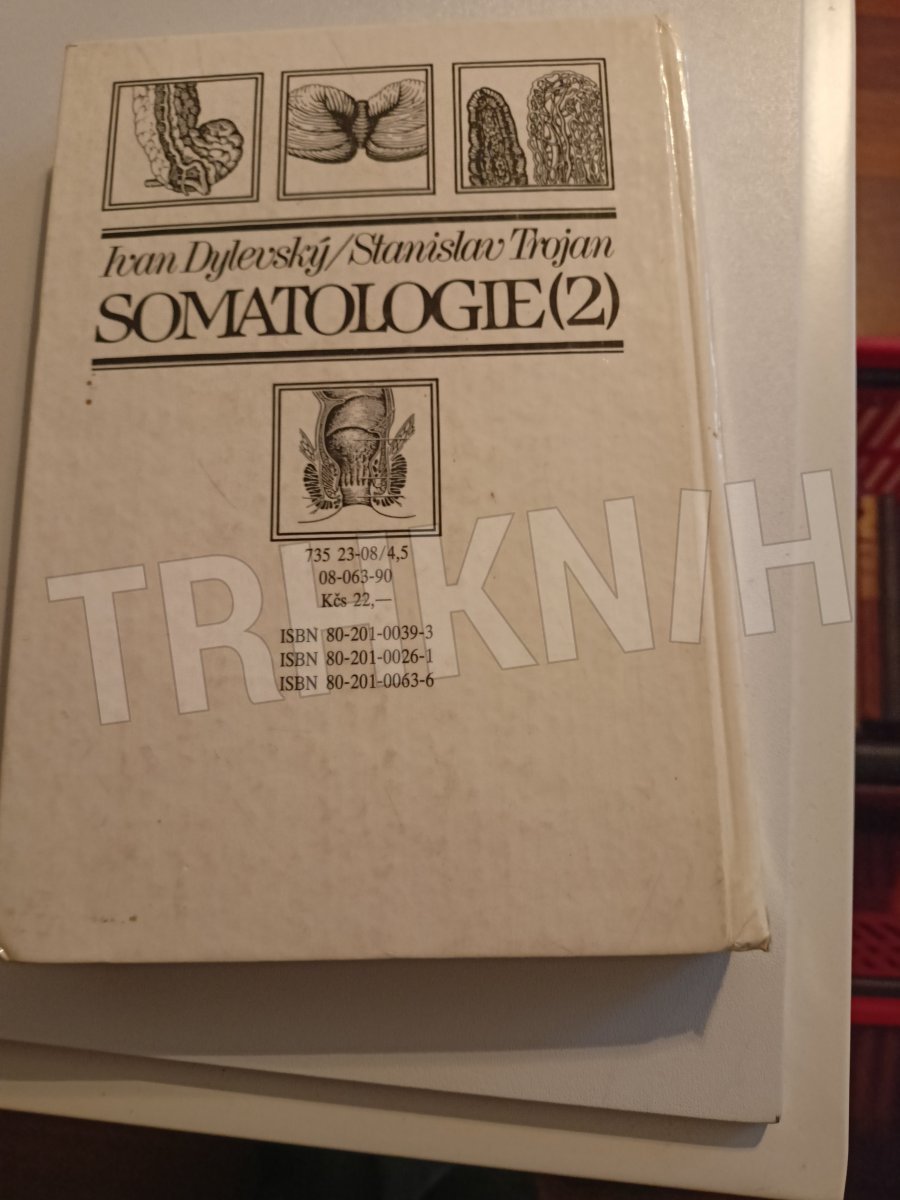 Ivan Dylevský/Stanislav Trojan
SOMATOLOGIE(2)
735 23-08/4,5
08-063-90
Kčs 22,—
ISBN 80-201-0039-3
ISBN 80-201-0026-1
ISBN 80-201-0063-6
TRHKNIH